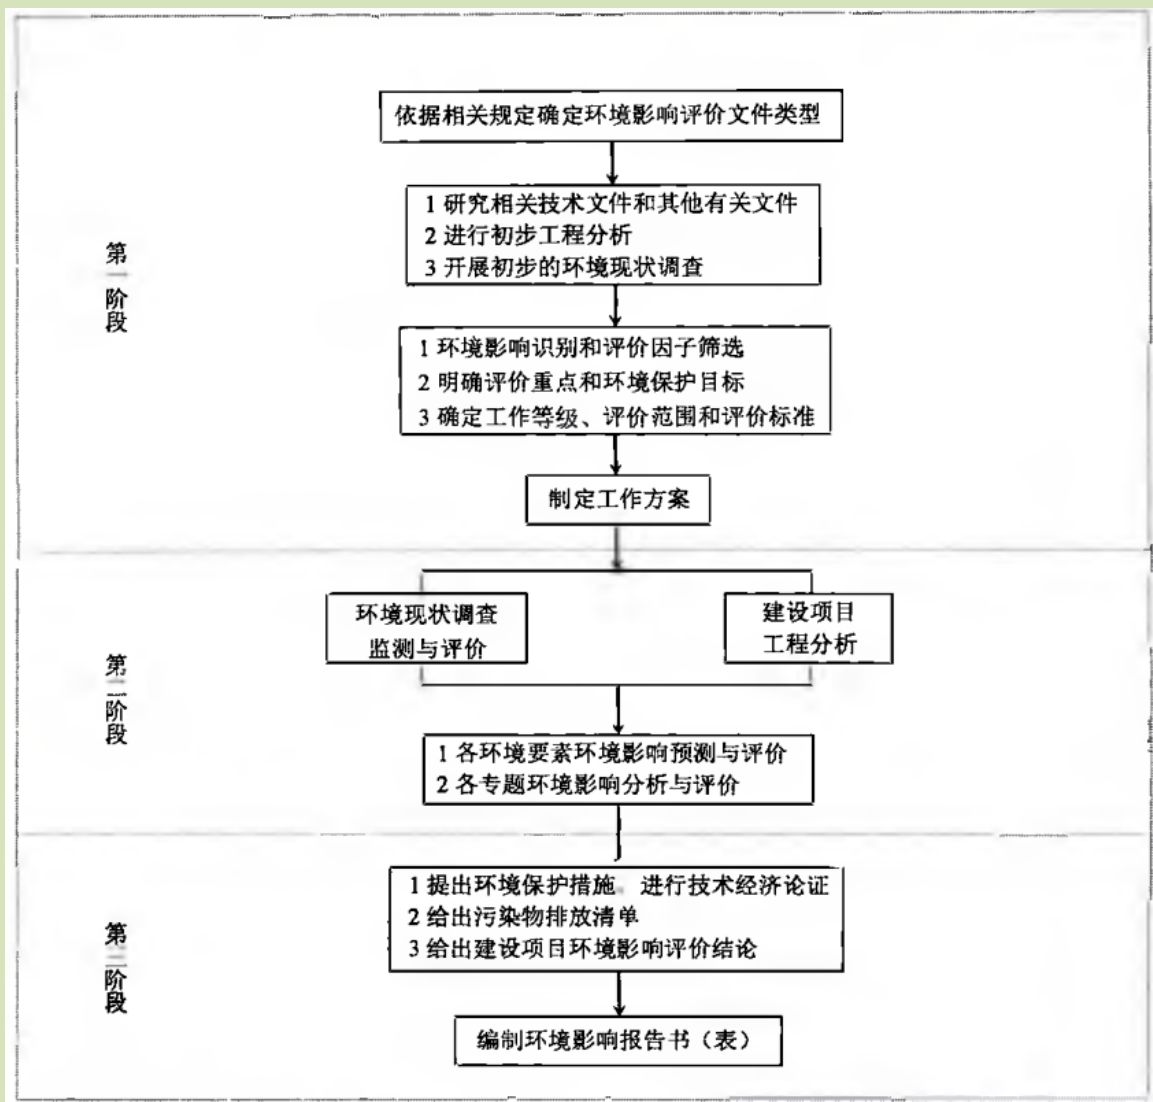 依据相关规定确定环境影响评价文件类型
1 研究相关技术文件和其他有关文件
2 进行初步工程分析
3 开展初步的环境现状调查
第一阶段
1 环境影响识别和评价因子筛选
2 明确评价重点和环境保护目标
3 确定工作等级、评价范围和评价标准
制定工作方案
环境现状调查
监测与评价
建设项目
工程分析
第二阶段
1 各环境要素环境影响预测与评价
2 各专题环境影响分析与评价
1 提出环境保护措施、进行技术经济论证
2 给出污染物排放清单
3 给出建设项目环境影响评价结论
第三阶段
编制环境影响报告书（表）